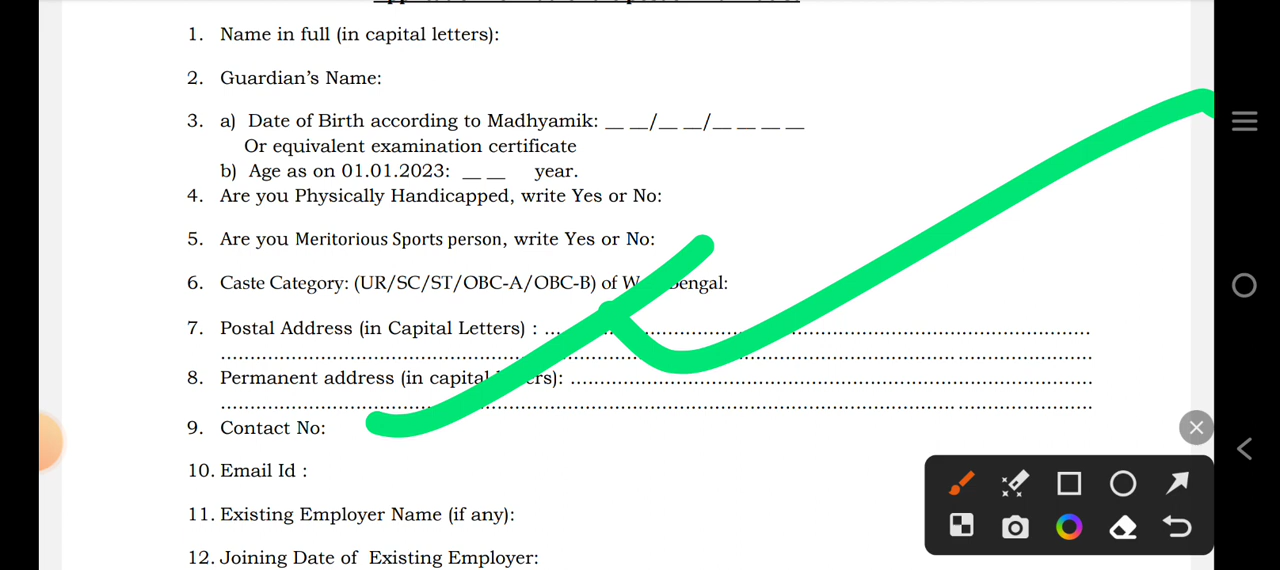 1. Name in full (in capital letters):
2. Guardian's Name:
3. a) Date of Birth according to Madhyamik: __ __/__ __/__ __ __ __
Or equivalent examination certificate
b) Age as on 01.01.2023: __ __ year.
4. Are you Physically Handicapped, write Yes or No:
5. Are you Meritorious Sports person, write Yes or No:
6. Caste Category: (UR/SC/ST/OBC-A/OBC-B) of
7. Postal Address (in Capital Letters) : ....................................................................
....................................................................
8. Permanent address (in ....................................................................
....................................................................
9. Contact No:
10. Email Id :
11. Existing Employer Name (if any):
12. Joining Date of Existing Employer: